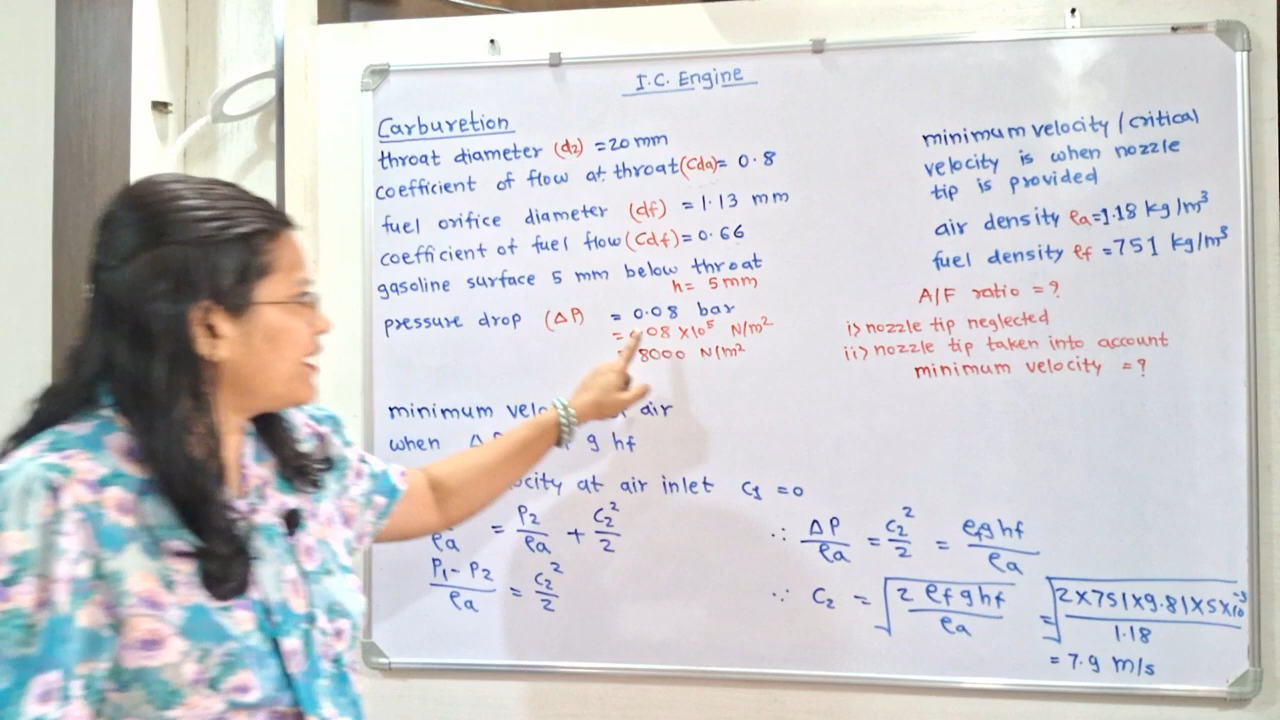 I.C. Engine
Carburetion
throat diameter (d₂) = 20 mm
coefficient of flow at throat (Cda) = 0.8
fuel orifice diameter (df) = 1.13 mm
coefficient of fuel flow (Cdf) = 0.66
gasoline surface 5 mm below throat
h = 5 mm
pressure drop (ΔP) = 0.08 bar
08 × 10⁵ N/m²
8000 N/m²
minimum air
when g hf
at air inlet C₁ = 0
ρa = P₂/ρa + C₂²/2
(P₁ - P₂)/ρa = C₂²/2
minimum velocity / critical
velocity is when nozzle
tip is provided
air density ρa = 1.18 kg/m³
fuel density ρf = 751 kg/m³
A/F ratio = ?
i> nozzle tip neglected
ii> nozzle tip taken into account
minimum velocity = ?
∴ ΔP/ρa = C₂²/2 = ρg hf/ρa
∵ C₂ = √(2 ρf g hf/ρa) = √(2×751×9.81×5×10⁻³/1.18)
= 7.9 m/s